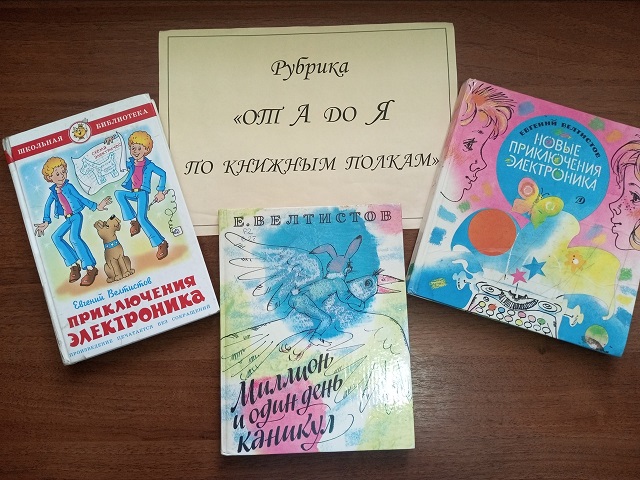 Рубрика
«ОТ А ДО Я
ПО КНИЖНЫМ ПОЛКАМ»
ШКОЛЬНАЯ БИБЛИОТЕКА
Евгений Велтистов
ПРИКЛЮЧЕНИЯ
ЭЛЕКТРОНИКА
ПРОИЗВЕДЕНИЕ ПЕЧАТАЕТСЯ БЕЗ СОКРАЩЕНИЙ
Е. ВЕЛТИСТОВ
Миллион
и один день
каникул
ЕВГЕНИЙ ВЕЛТИСТОВ
НОВЫЕ
ПРИКЛЮЧЕНИЯ
ЭЛЕКТРОНИКА